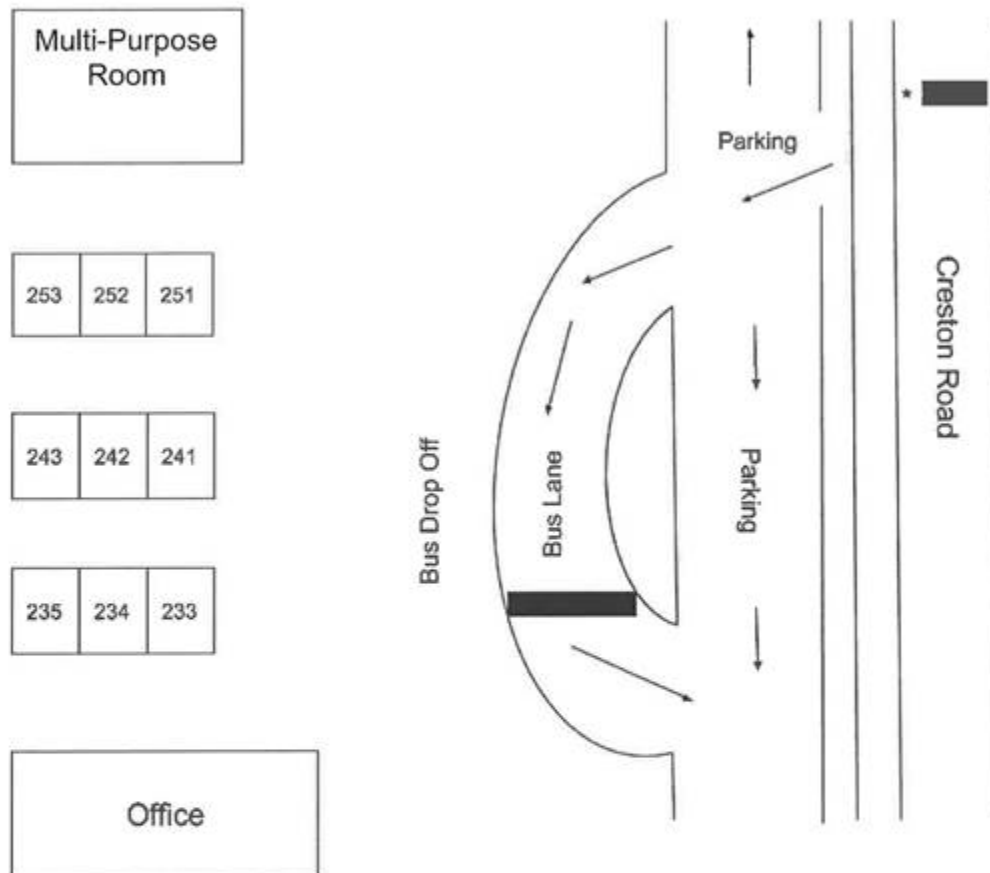 Multi-Purpose
Room
Parking
*
253 252 251
Creston Road
243 242 241
Bus Drop Off
Bus Lane
Parking
235 234 233
Office